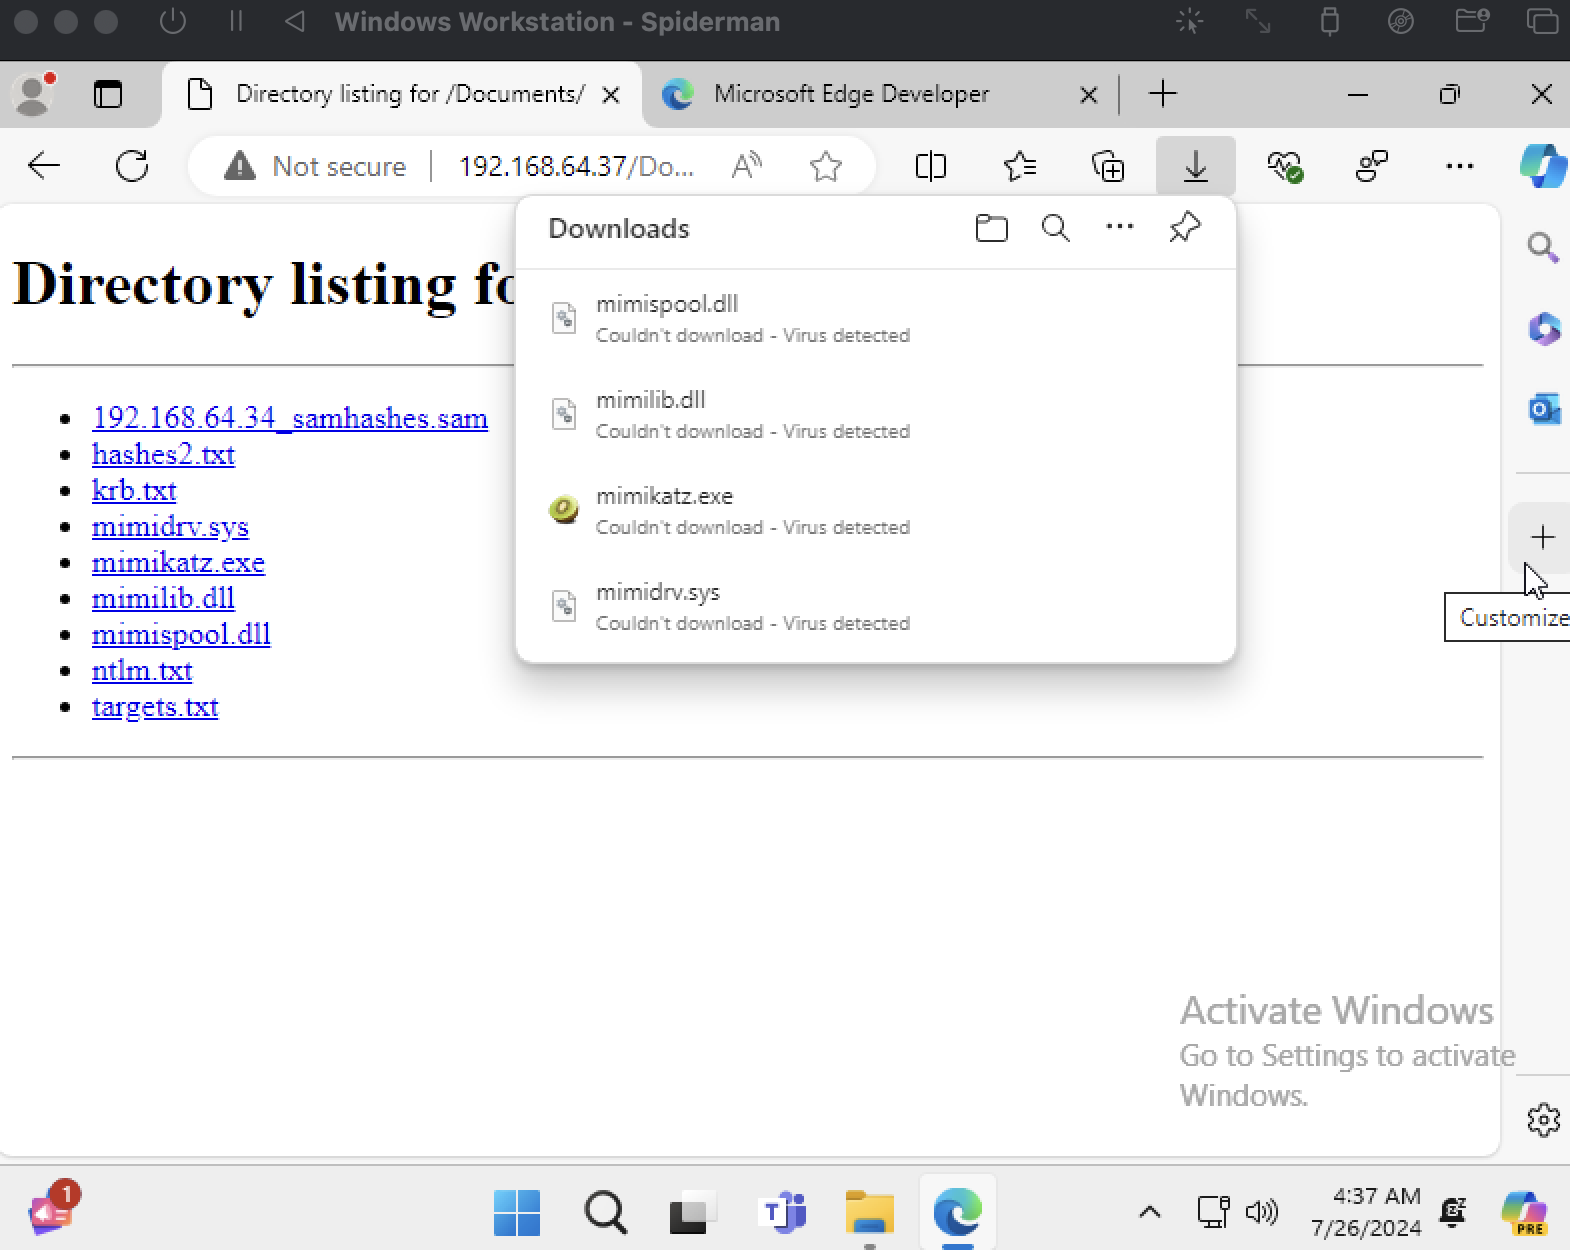 Windows Workstation - Spiderman
Directory listing for /Documents/
Microsoft Edge Developer
Not secure
192.168.64.37/Do...
Downloads
mimispool.dll
Couldn't download - Virus detected
mimilib.dll
Couldn't download - Virus detected
mimikatz.exe
Couldn't download - Virus detected
mimidrv.sys
Couldn't download - Virus detected
Directory listing fo
192.168.64.34_samhashes.sam
hashes2.txt
krb.txt
mimidrv.sys
mimikatz.exe
mimilib.dll
mimispool.dll
ntlm.txt
targets.txt
Customize
Activate Windows
Go to Settings to activate
Windows.
1
4:37 AM
7/26/2024
PRE